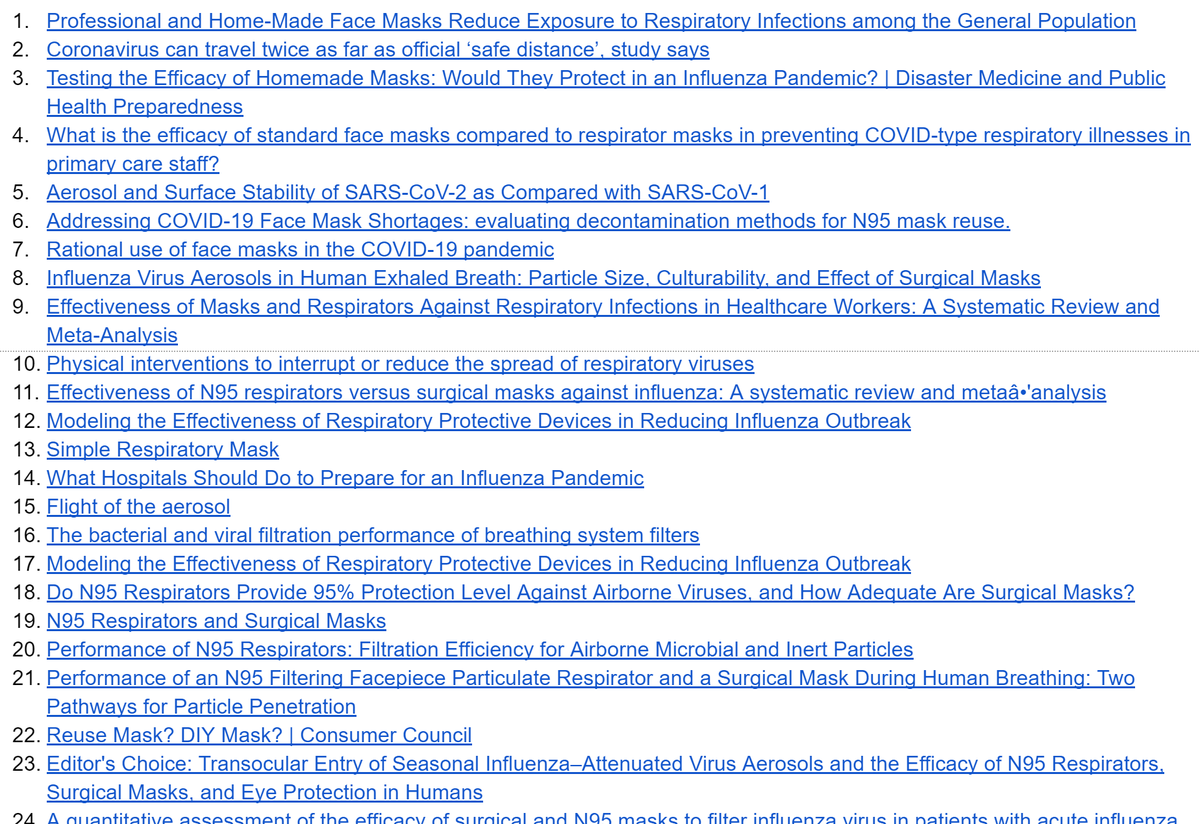 1. Professional and Home-Made Face Masks Reduce Exposure to Respiratory Infections among the General Population
2. Coronavirus can travel twice as far as official ‘safe distance’, study says
3. Testing the Efficacy of Homemade Masks: Would They Protect in an Influenza Pandemic? | Disaster Medicine and Public
Health Preparedness
4. What is the efficacy of standard face masks compared to respirator masks in preventing COVID-type respiratory illnesses in
primary care staff?
5. Aerosol and Surface Stability of SARS-CoV-2 as Compared with SARS-CoV-1
6. Addressing COVID-19 Face Mask Shortages: evaluating decontamination methods for N95 mask reuse.
7. Rational use of face masks in the COVID-19 pandemic
8. Influenza Virus Aerosols in Human Exhaled Breath: Particle Size, Culturability, and Effect of Surgical Masks
9. Effectiveness of Masks and Respirators Against Respiratory Infections in Healthcare Workers: A Systematic Review and
Meta-Analysis
10. Physical interventions to interrupt or reduce the spread of respiratory viruses
11. Effectiveness of N95 respirators versus surgical masks against influenza: A systematic review and metaâ•'analysis
12. Modeling the Effectiveness of Respiratory Protective Devices in Reducing Influenza Outbreak
13. Simple Respiratory Mask
14. What Hospitals Should Do to Prepare for an Influenza Pandemic
15. Flight of the aerosol
16. The bacterial and viral filtration performance of breathing system filters
17. Modeling the Effectiveness of Respiratory Protective Devices in Reducing Influenza Outbreak
18. Do N95 Respirators Provide 95% Protection Level Against Airborne Viruses, and How Adequate Are Surgical Masks?
19. N95 Respirators and Surgical Masks
20. Performance of N95 Respirators: Filtration Efficiency for Airborne Microbial and Inert Particles
21. Performance of an N95 Filtering Facepiece Particulate Respirator and a Surgical Mask During Human Breathing: Two
Pathways for Particle Penetration
22. Reuse Mask? DIY Mask? | Consumer Council
23. Editor's Choice: Transocular Entry of Seasonal Influenza–Attenuated Virus Aerosols and the Efficacy of N95 Respirators,
Surgical Masks, and Eye Protection in Humans
24. A quantitative assessment of the efficacy of surgical and N95 masks to filter influenza virus in patients with acute influenza